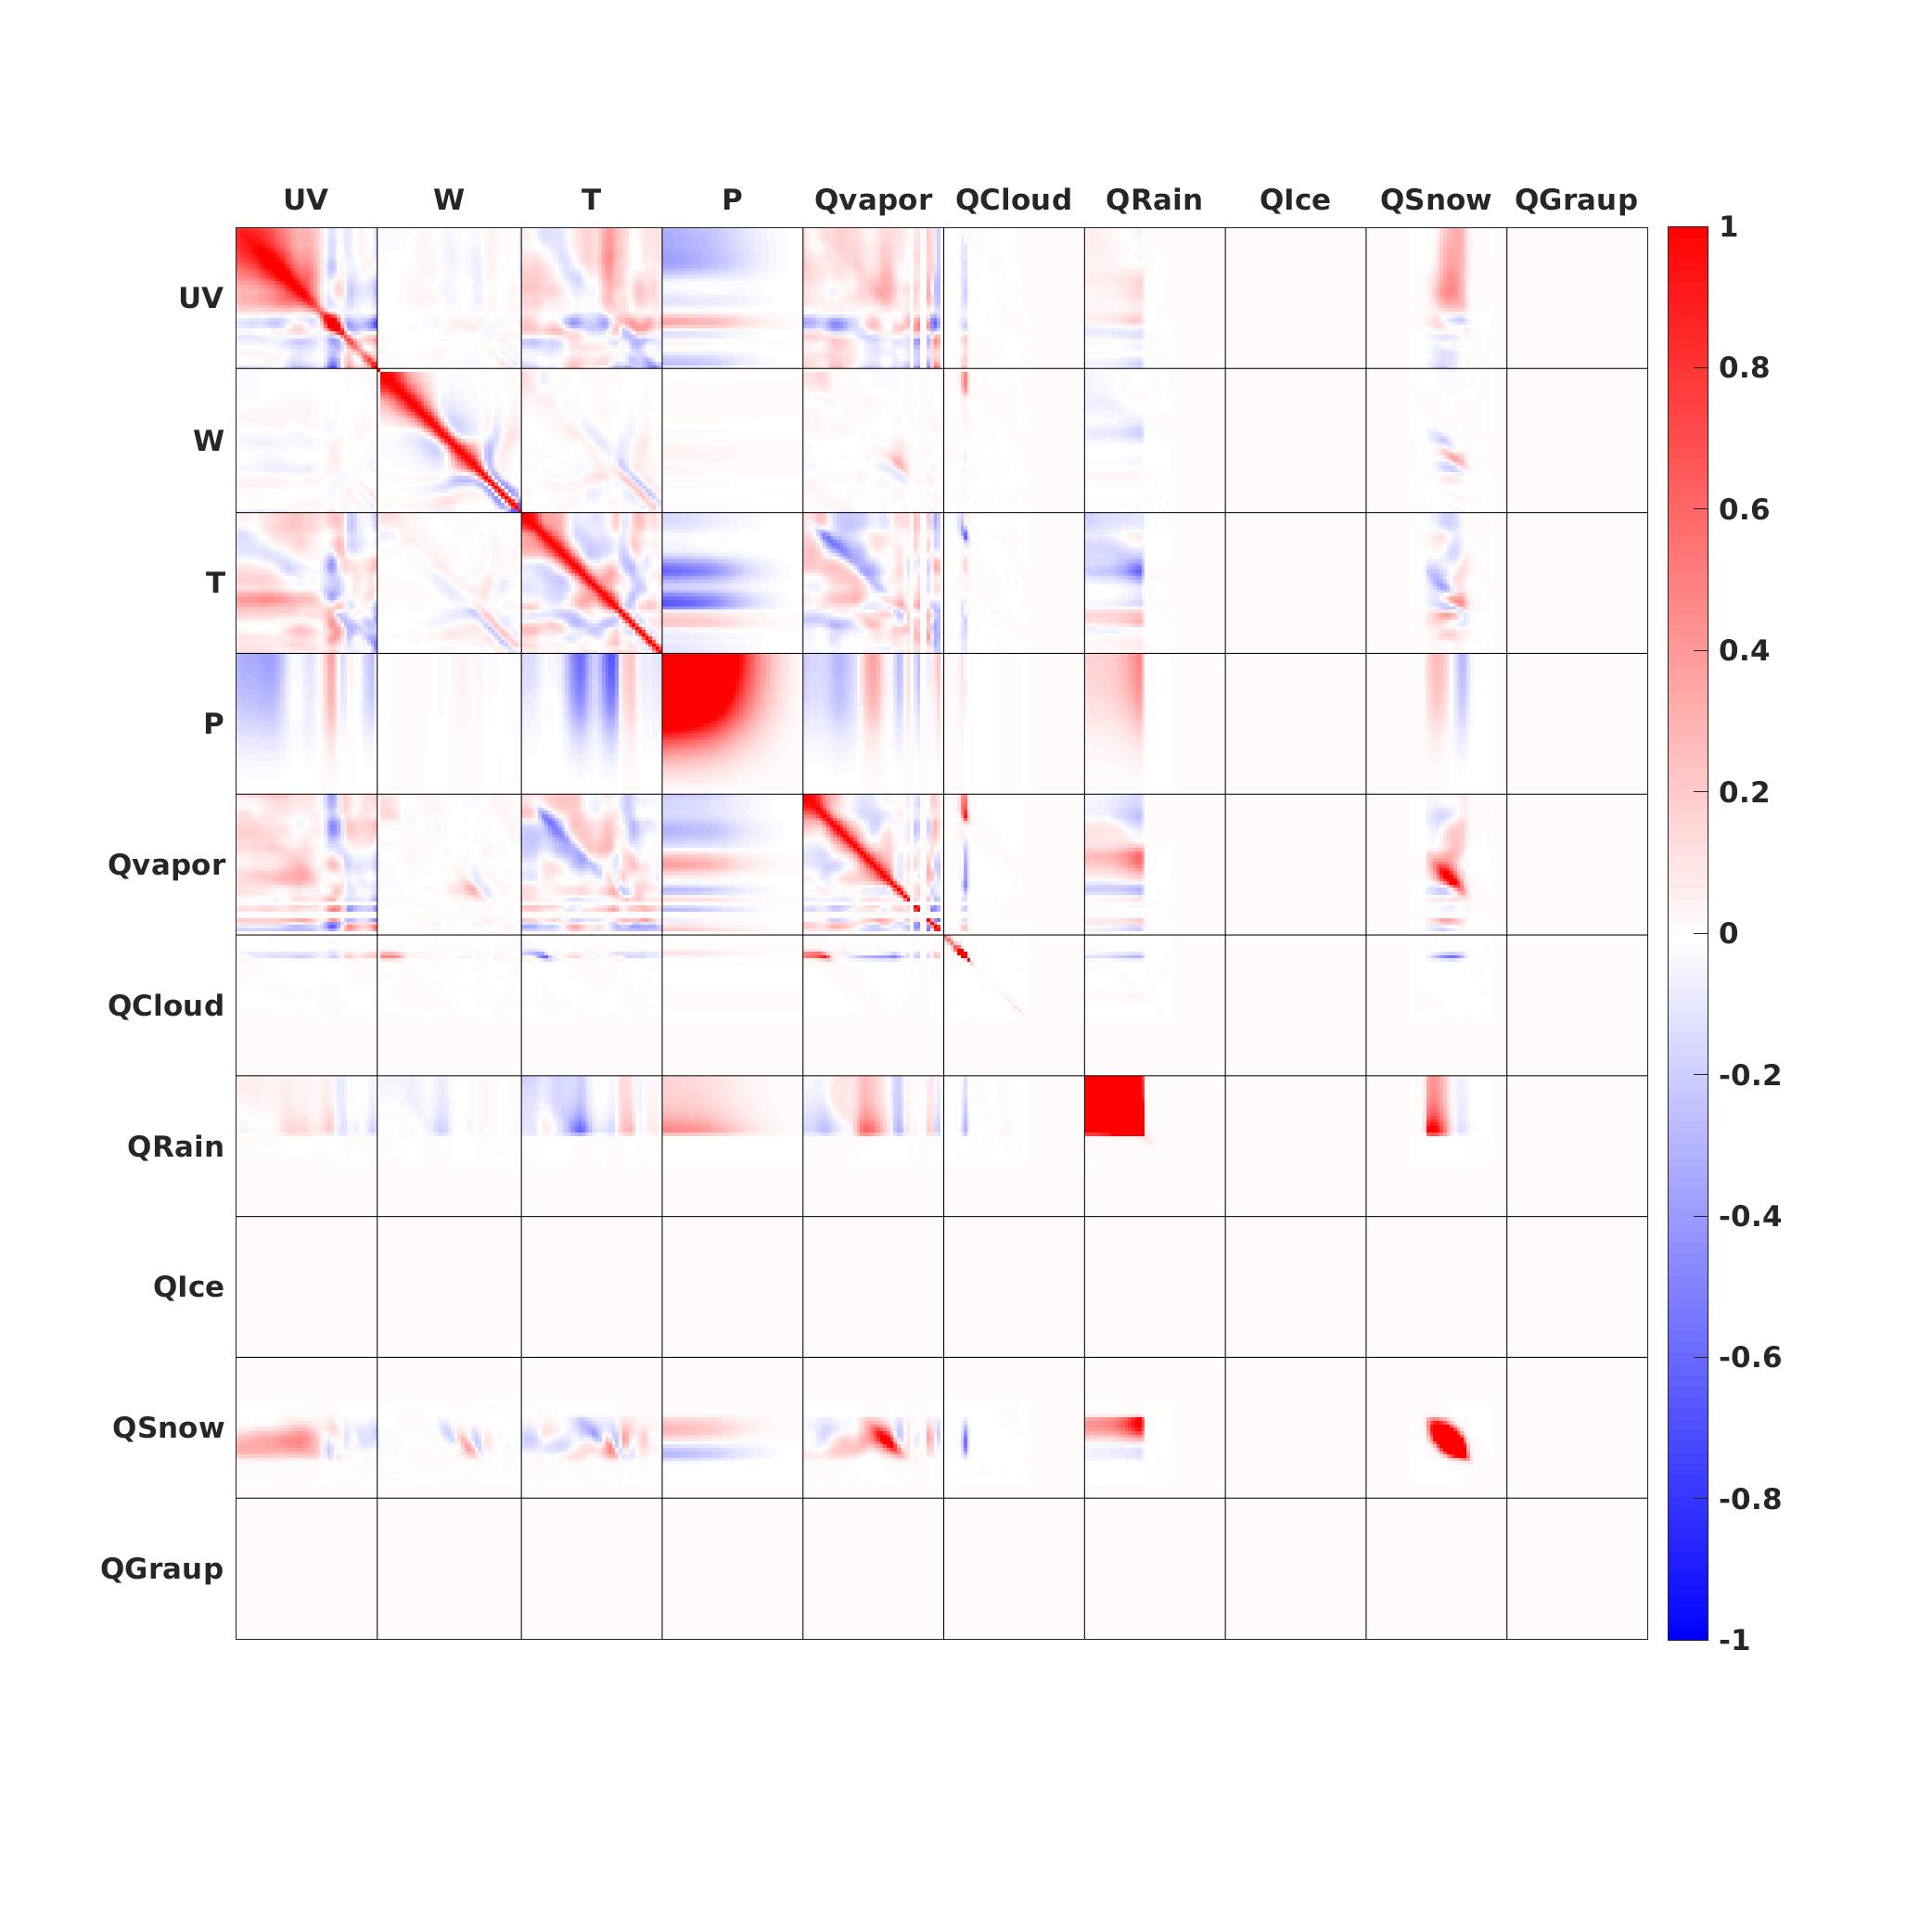 UV W T P Qvapor QCloud QRain QIce QSnow QGraup
UV
W
T
P
Qvapor
QCloud
QRain
QIce
QSnow
QGraup
1
0.8
0.6
0.4
0.2
0
-0.2
-0.4
-0.6
-0.8
-1